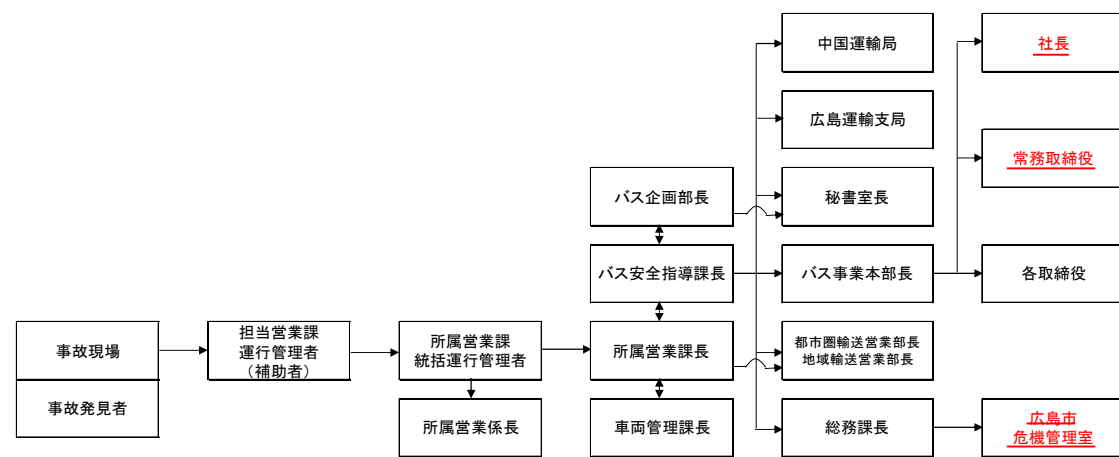 中国運輸局
社長
広島運輸支局
常務取締役
バス企画部長
秘書室長
バス安全指導課長
バス事業本部長
各取締役
事故現場
担当営業課
運行管理者
（補助者）
所属営業課
統括運行管理者
所属営業課長
都市圏輸送営業部長
地域輸送営業部長
事故発見者
所属営業係長
車両管理課長
総務課長
広島市
危機管理室